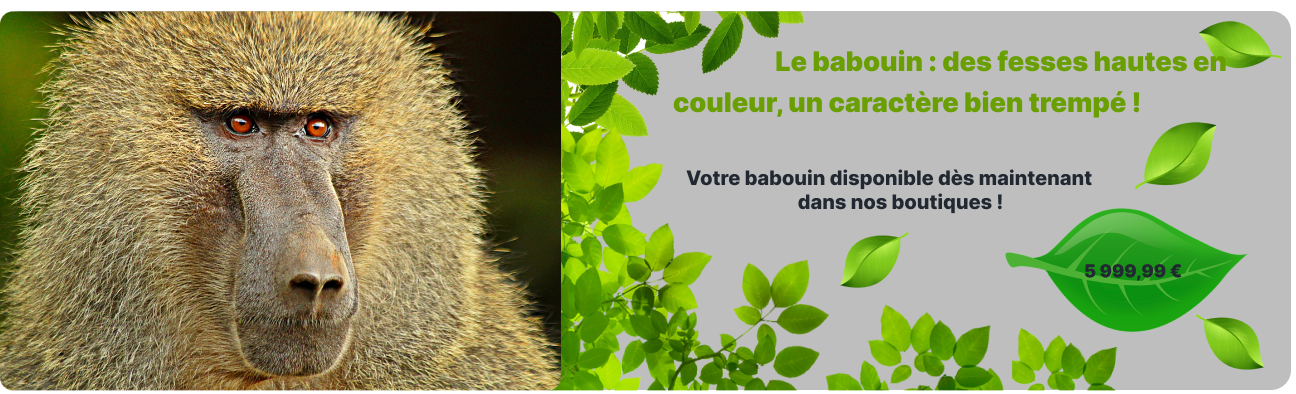 Le babouin : des fesses hautes en
couleur, un caractère bien trempé !
Votre babouin disponible dès maintenant
dans nos boutiques !
5 999,99 €